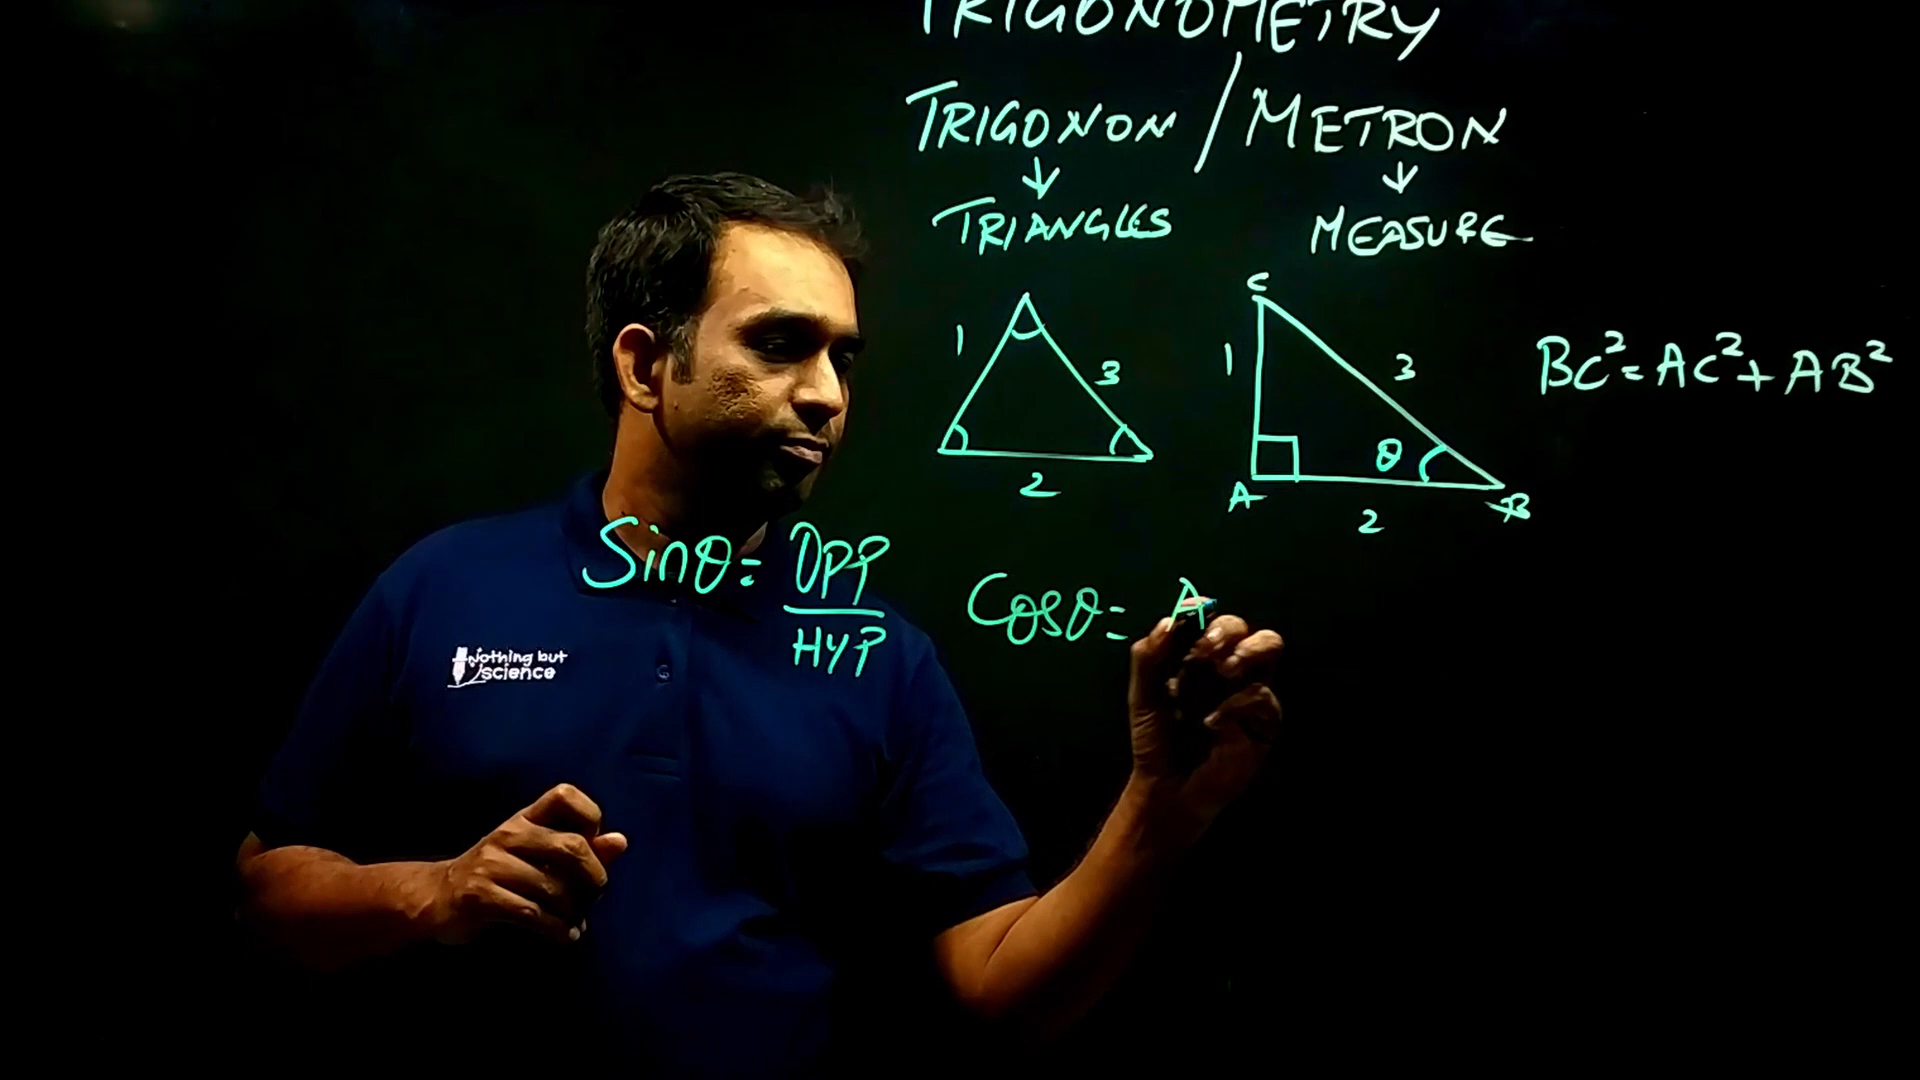 TRIGONOMETRY
TRIGONON / METRON
↓ ↓
TRIANGLES MEASURE
1 3 2
C 1 3 θ A 2 B
BC²=AC²+AB²
Sinθ= OPP
HYP
Cosθ= A
Nothing but
science